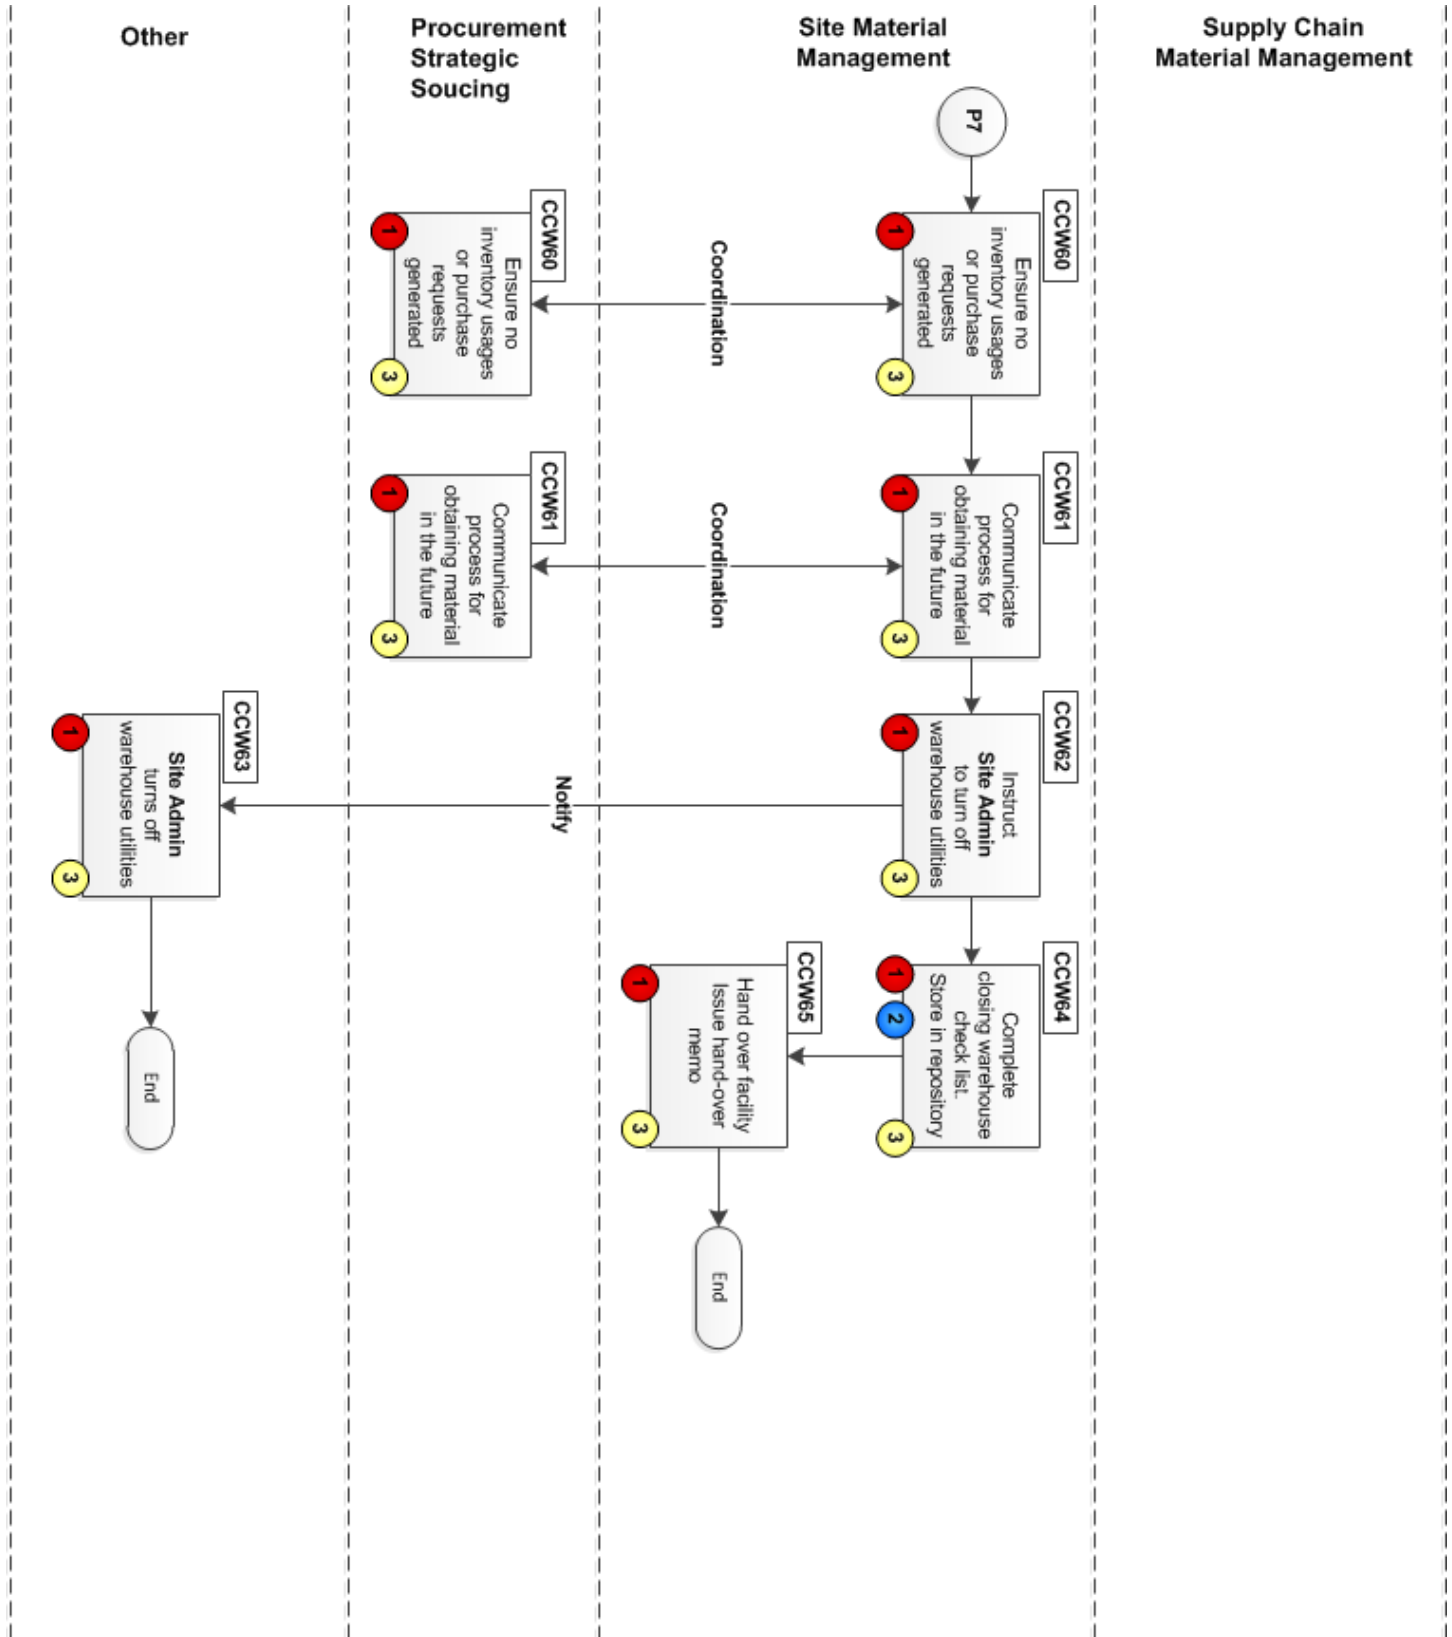 Other
Procurement
Strategic
Soucing
Site Material
Management
Supply Chain
Material Management
P7
CCW60
Ensure no
inventory usages
or purchase
requests
generated
1
3
Coordination
CCW60
Ensure no
inventory usages
or purchase
requests
generated
1
3
CCW61
Communicate
process for
obtaining material
in the future
1
3
Coordination
CCW61
Communicate
process for
obtaining material
in the future
1
3
CCW62
Instruct
Site Admin
to turn off
warehouse utilities
1
3
Notify
CCW63
Site Admin
turns off
warehouse utilities
1
3
End
CCW64
Complete
closing warehouse
check list.
Store in repository
1
2
3
CCW65
Hand over facility
Issue hand-over
memo
1
3
End